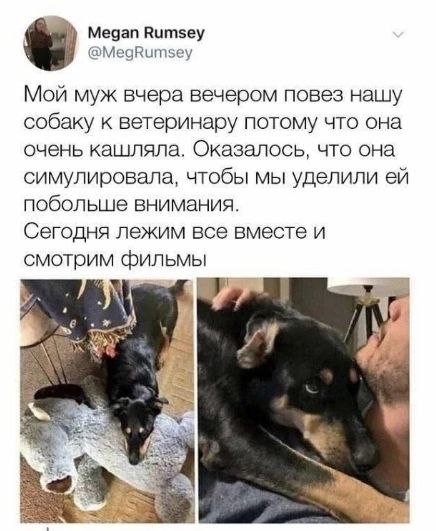 Megan Rumsey
@MegRumsey
Мой муж вчера вечером повез нашу
собаку к ветеринару потому что она
очень кашляла. Оказалось, что она
симулировала, чтобы мы уделили ей
побольше внимания.
Сегодня лежим все вместе и
смотрим фильмы